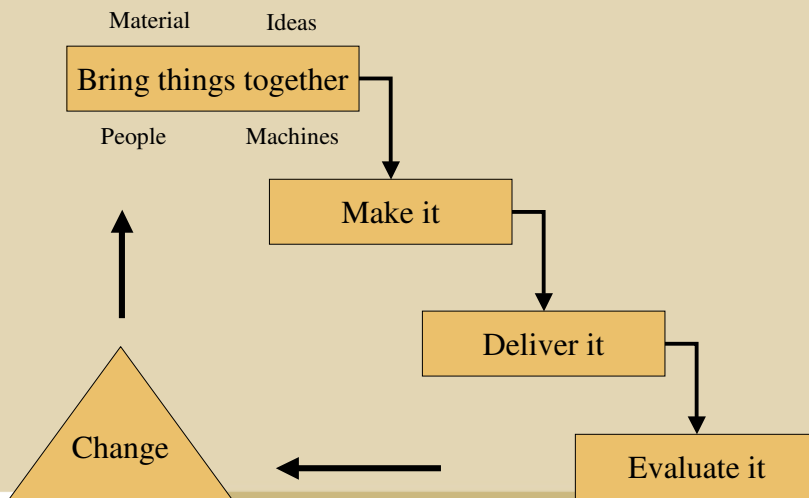 Material Ideas
Bring things together
People Machines
Make it
Deliver it
Change
Evaluate it